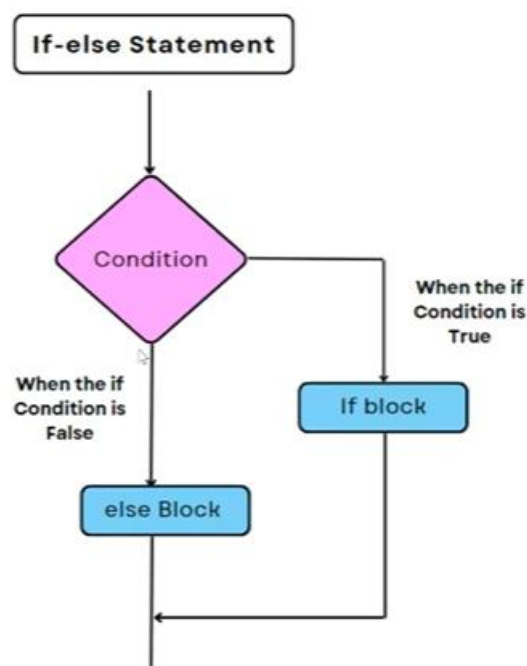 If-else Statement
Condition
When the if
Condition is
True
When the if
Condition is
False
If block
else Block